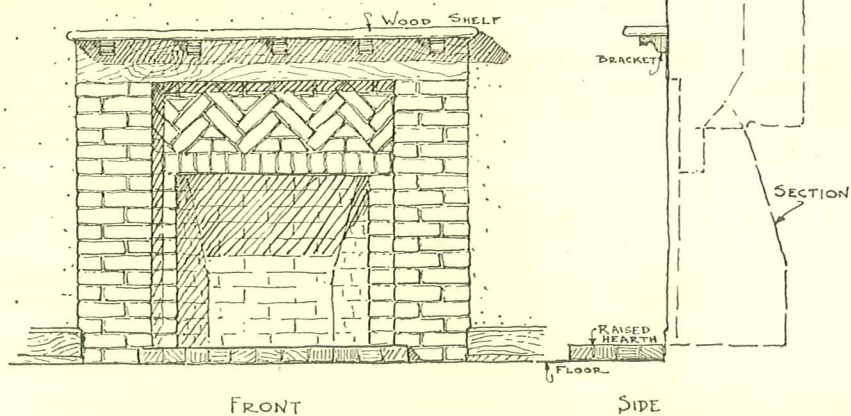 WOOD SHELF
BRACKET
SECTION
RAISED
HEARTH
FLOOR
FRONT
SIDE